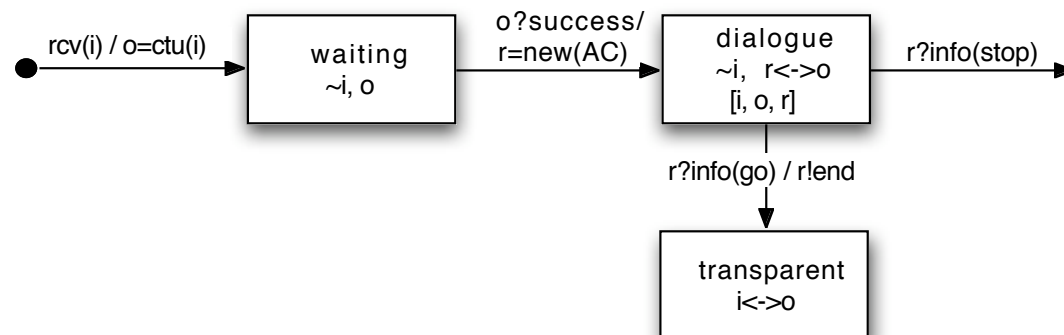 rcv(i) / o=ctu(i)
waiting
~i, o
o?success/
r=new(AC)
dialogue
~i, r<->o
[i, o, r]
r?info(stop)
r?info(go) / r!end
transparent
i<->o